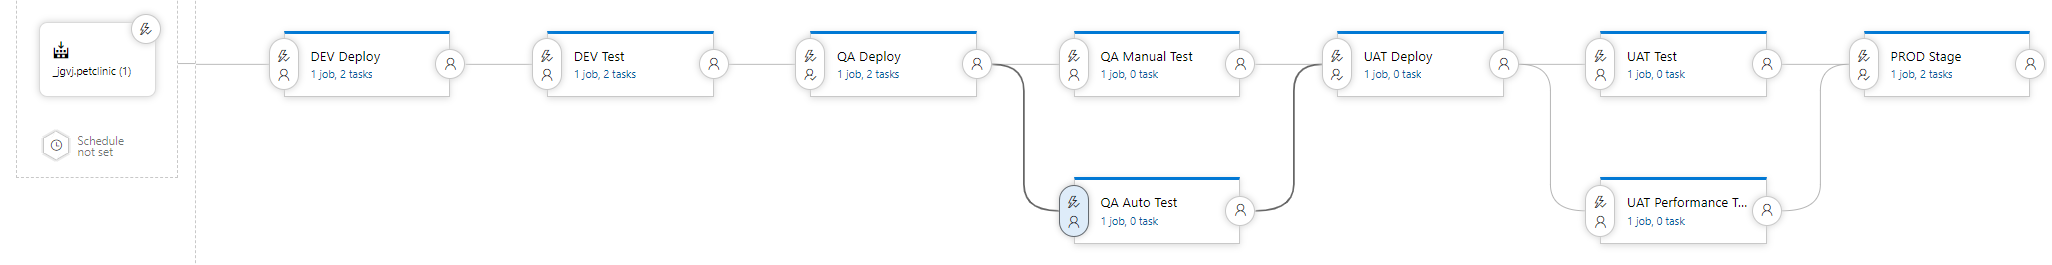 _jgvj.petclinic (1)
Schedule
not set
DEV Deploy
1 job, 2 tasks
DEV Test
1 job, 2 tasks
QA Deploy
1 job, 2 tasks
QA Manual Test
1 job, 0 task
QA Auto Test
1 job, 0 task
UAT Deploy
1 job, 0 task
UAT Test
1 job, 0 task
UAT Performance T...
1 job, 0 task
PROD Stage
1 job, 2 tasks